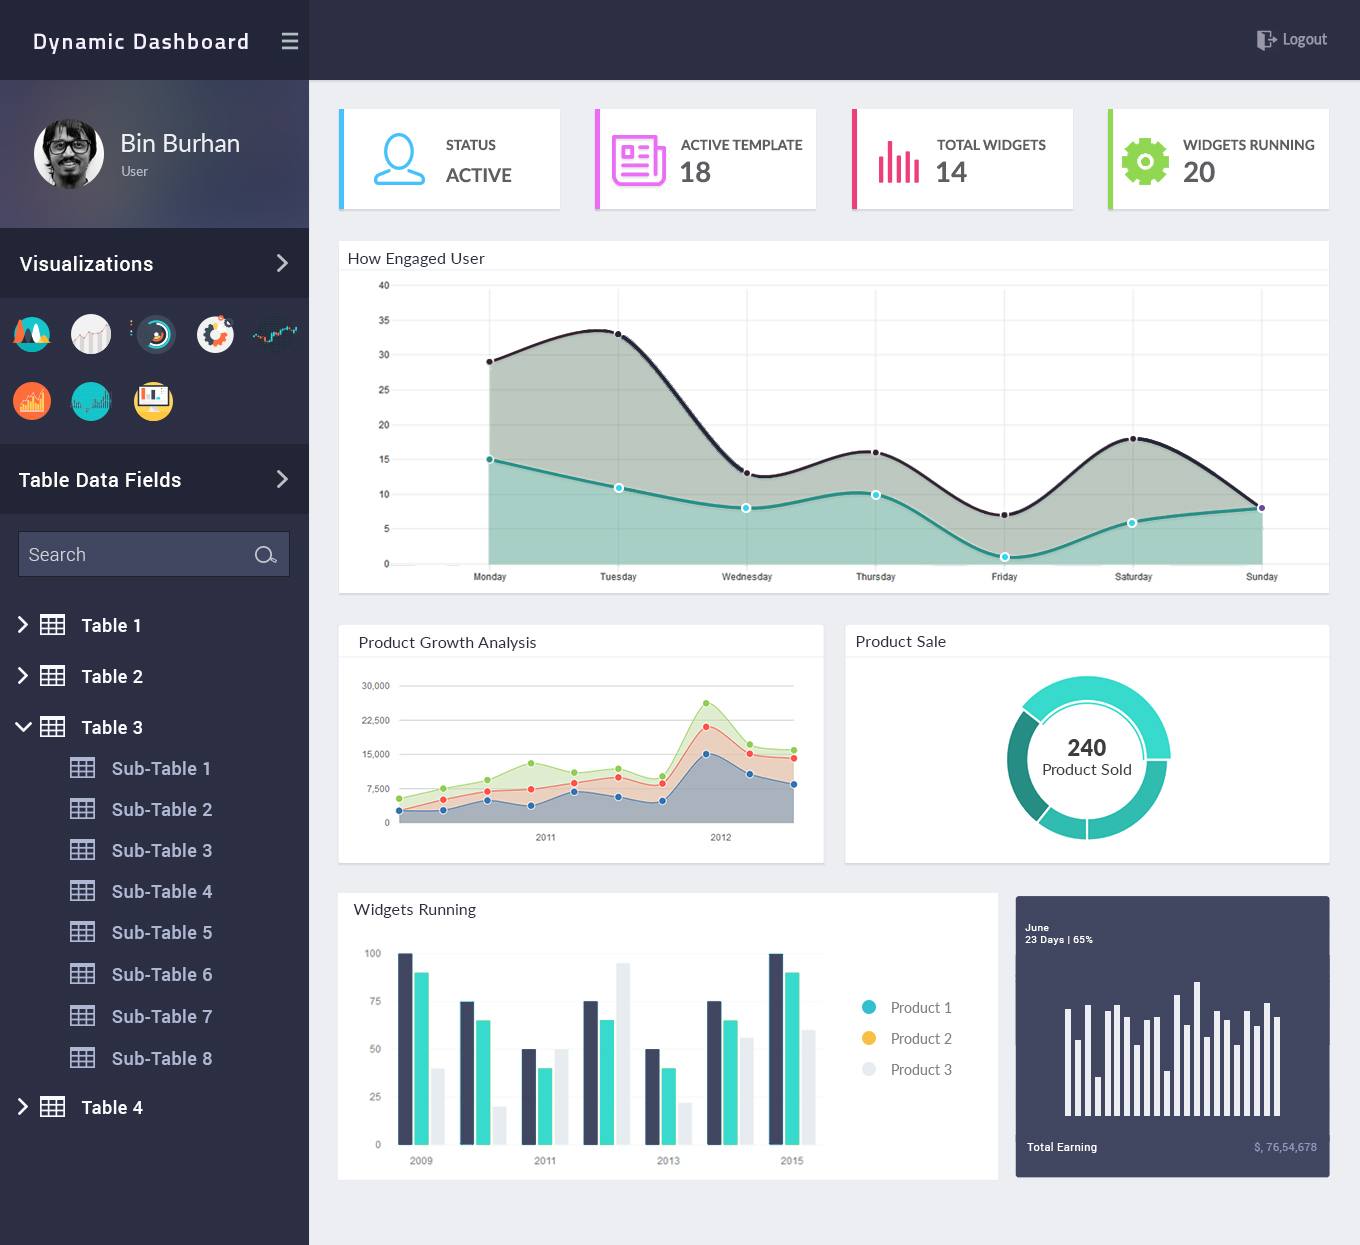 Dynamic Dashboard
Logout
Bin Burhan
User
Visualizations
Table Data Fields
Search
Table 1
Table 2
Table 3
Sub-Table 1
Sub-Table 2
Sub-Table 3
Sub-Table 4
Sub-Table 5
Sub-Table 6
Sub-Table 7
Sub-Table 8
Table 4
STATUS
ACTIVE
ACTIVE TEMPLATE
18
TOTAL WIDGETS
14
WIDGETS RUNNING
20
How Engaged User
40
35
30
25
20
15
10
5
0
Monday Tuesday Wednesday Thursday Friday Saturday Sunday
Product Growth Analysis
30,000
22,500
15,000
7,500
0
2011 2012
Product Sale
240
Product Sold
Widgets Running
100
75
50
25
0
2009 2011 2013 2015
Product 1
Product 2
Product 3
June
23 Days | 65%
Total Earning $, 76,54,678